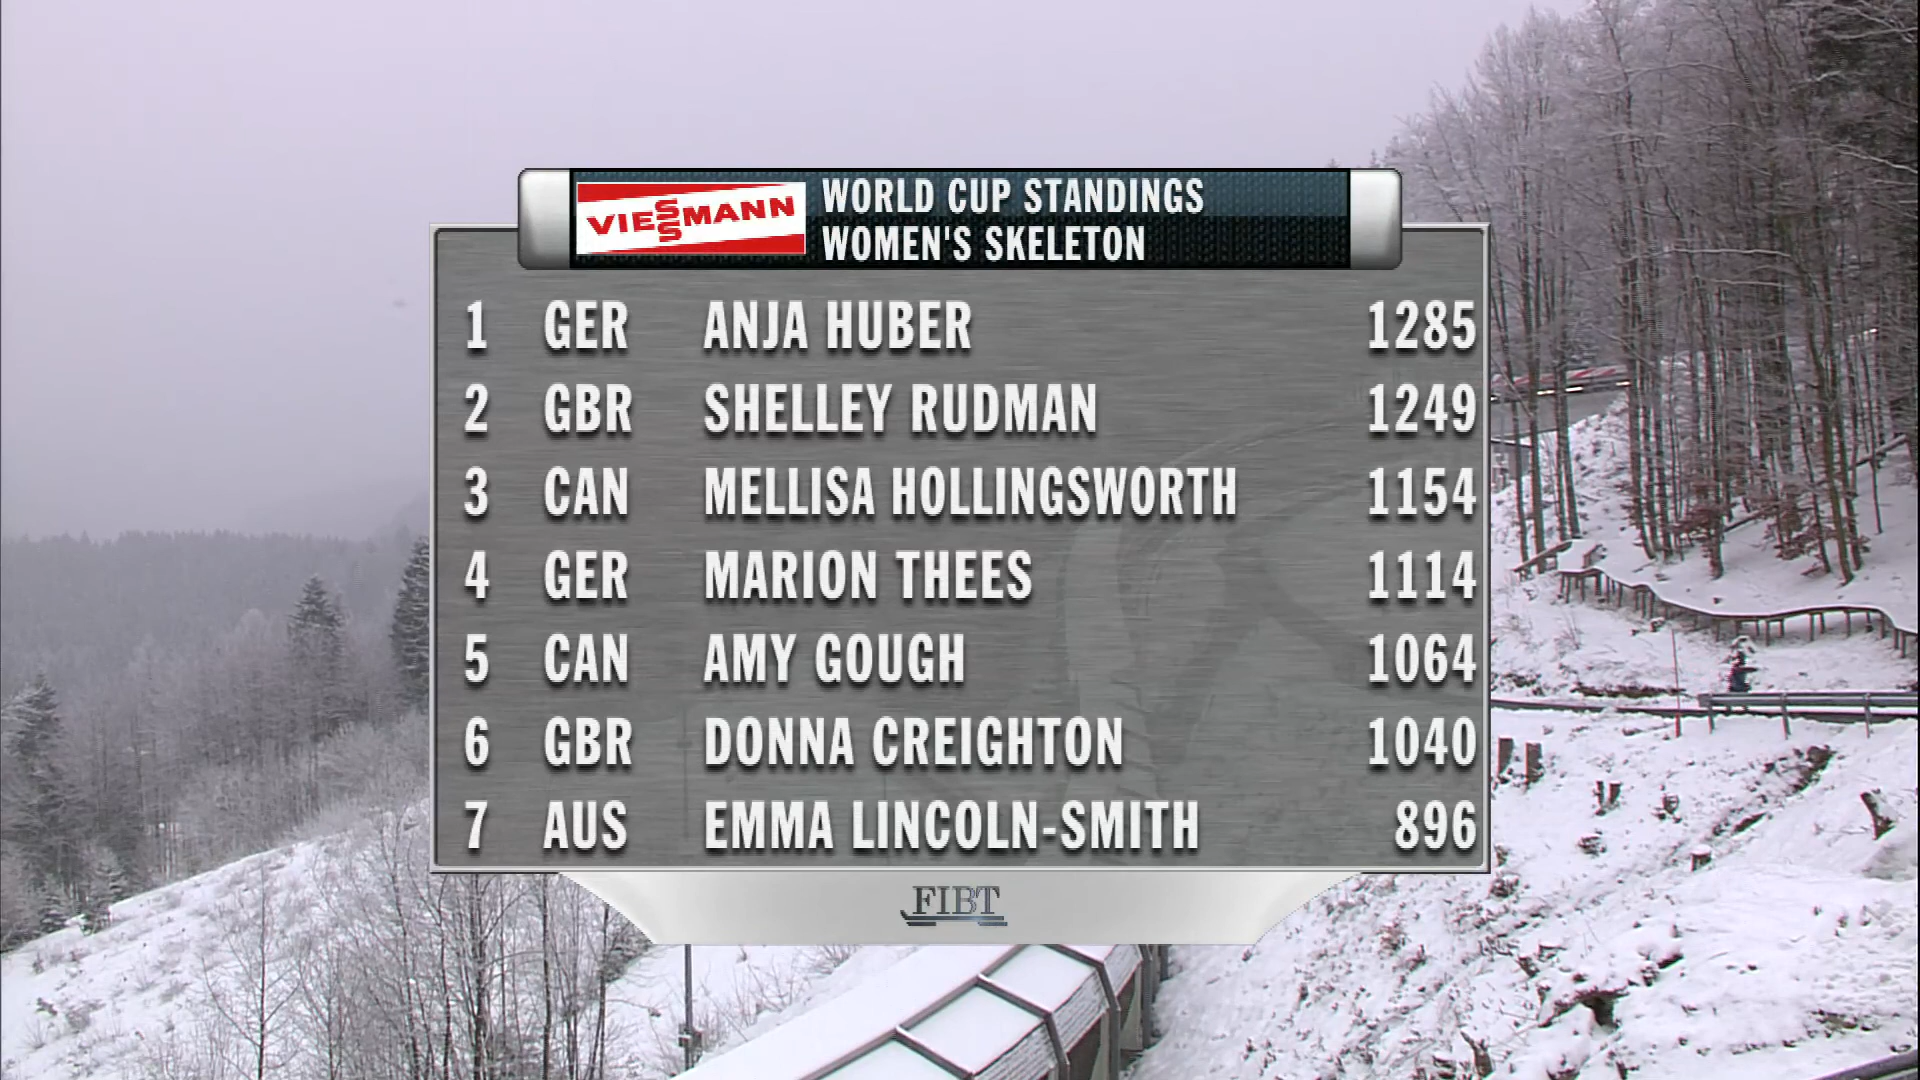 VIESSMANN
WORLD CUP STANDINGS
WOMEN'S SKELETON
1 GER ANJA HUBER 1285
2 GBR SHELLEY RUDMAN 1249
3 CAN MELLISA HOLLINGSWORTH 1154
4 GER MARION THEES 1114
5 CAN AMY GOUGH 1064
6 GBR DONNA CREIGHTON 1040
7 AUS EMMA LINCOLN-SMITH 896
FIBT